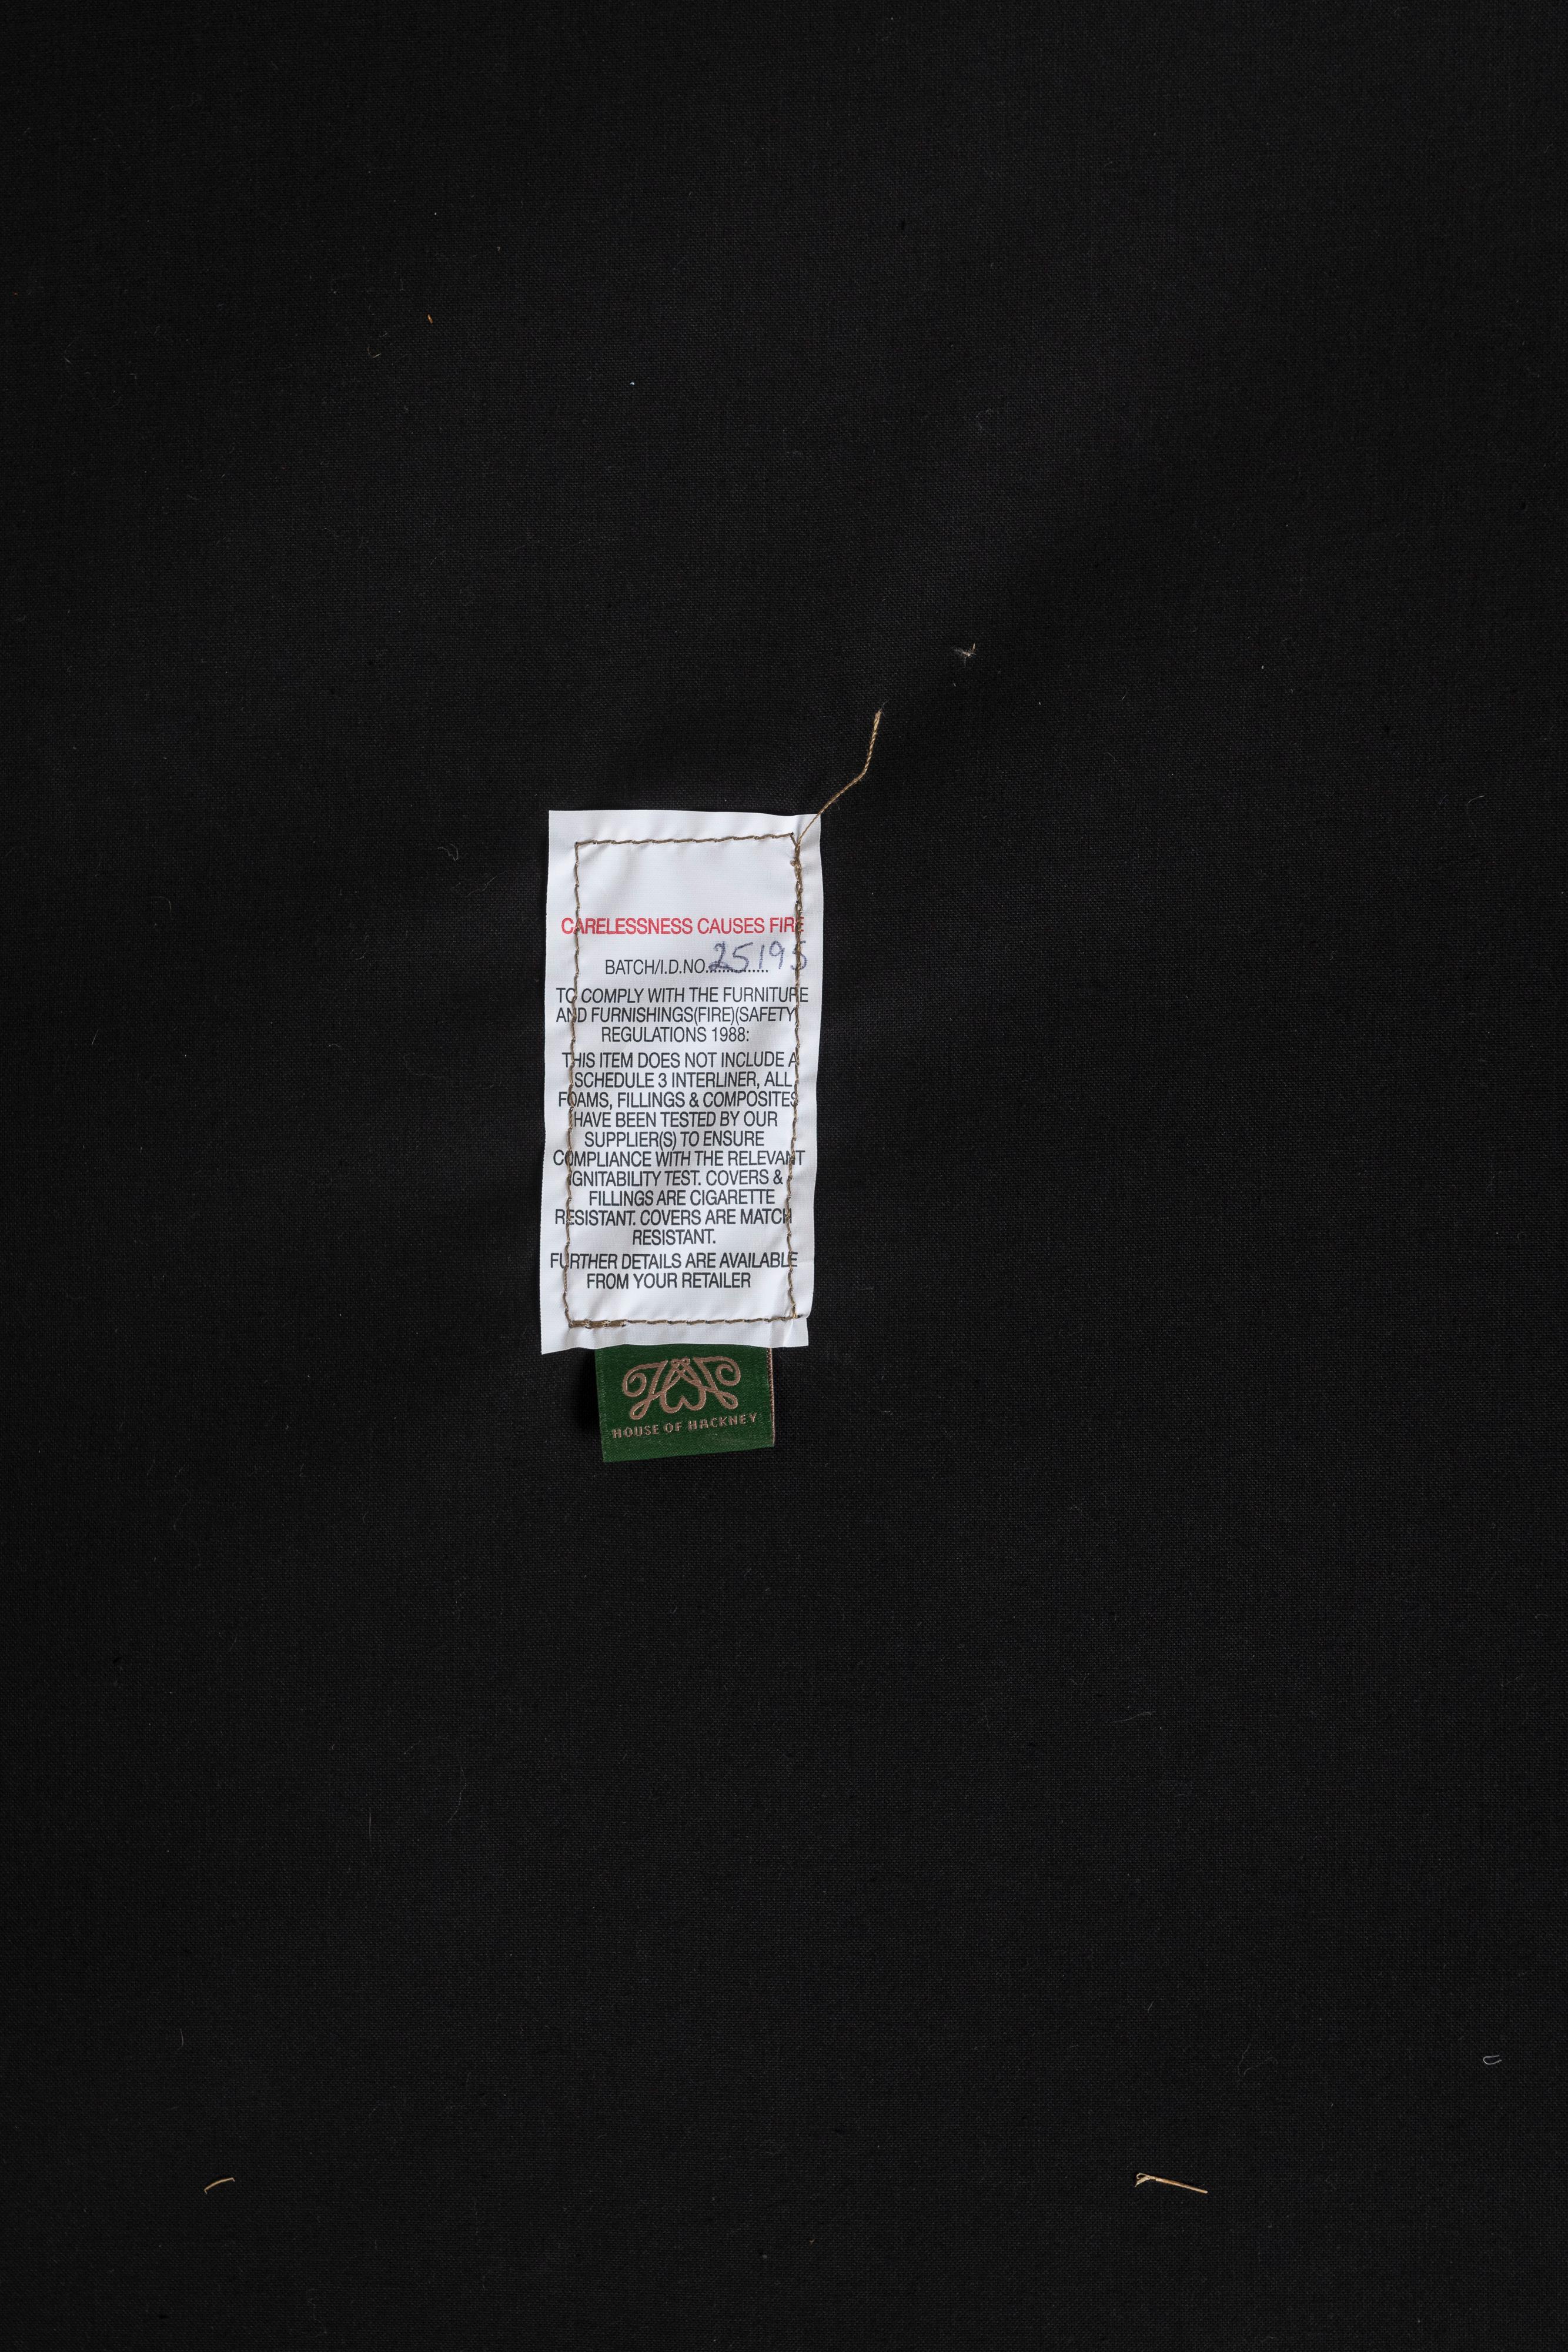 CARELESSNESS CAUSES FIRE
BATCH/I.D.NO..............25195
TO COMPLY WITH THE FURNITURE
AND FURNISHINGS(FIRE)(SAFETY)
REGULATIONS 1988:
THIS ITEM DOES NOT INCLUDE A
SCHEDULE 3 INTERLINER, ALL
FOAMS, FILLINGS & COMPOSITES
HAVE BEEN TESTED BY OUR
SUPPLIER(S) TO ENSURE
COMPLIANCE WITH THE RELEVANT
IGNITABILITY TEST. COVERS &
FILLINGS ARE CIGARETTE
RESISTANT. COVERS ARE MATCH
RESISTANT.
FURTHER DETAILS ARE AVAILABLE
FROM YOUR RETAILER
HOUSE OF HACKNEY